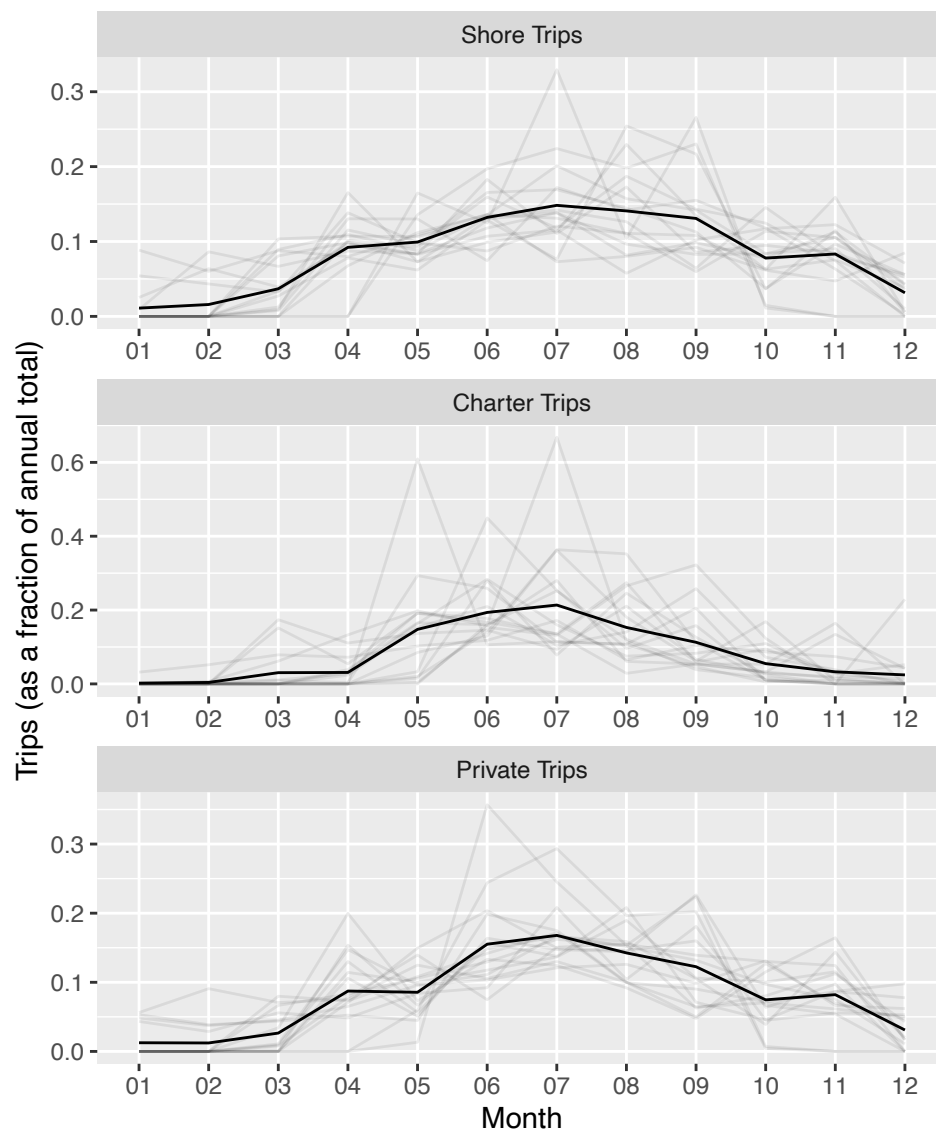 Shore Trips
0.3
0.2
0.1
0.0
01 02 03 04 05 06 07 08 09 10 11 12
Charter Trips
0.6
0.4
0.2
0.0
01 02 03 04 05 06 07 08 09 10 11 12
Private Trips
0.3
0.2
0.1
0.0
01 02 03 04 05 06 07 08 09 10 11 12
Month
Trips (as a fraction of annual total)